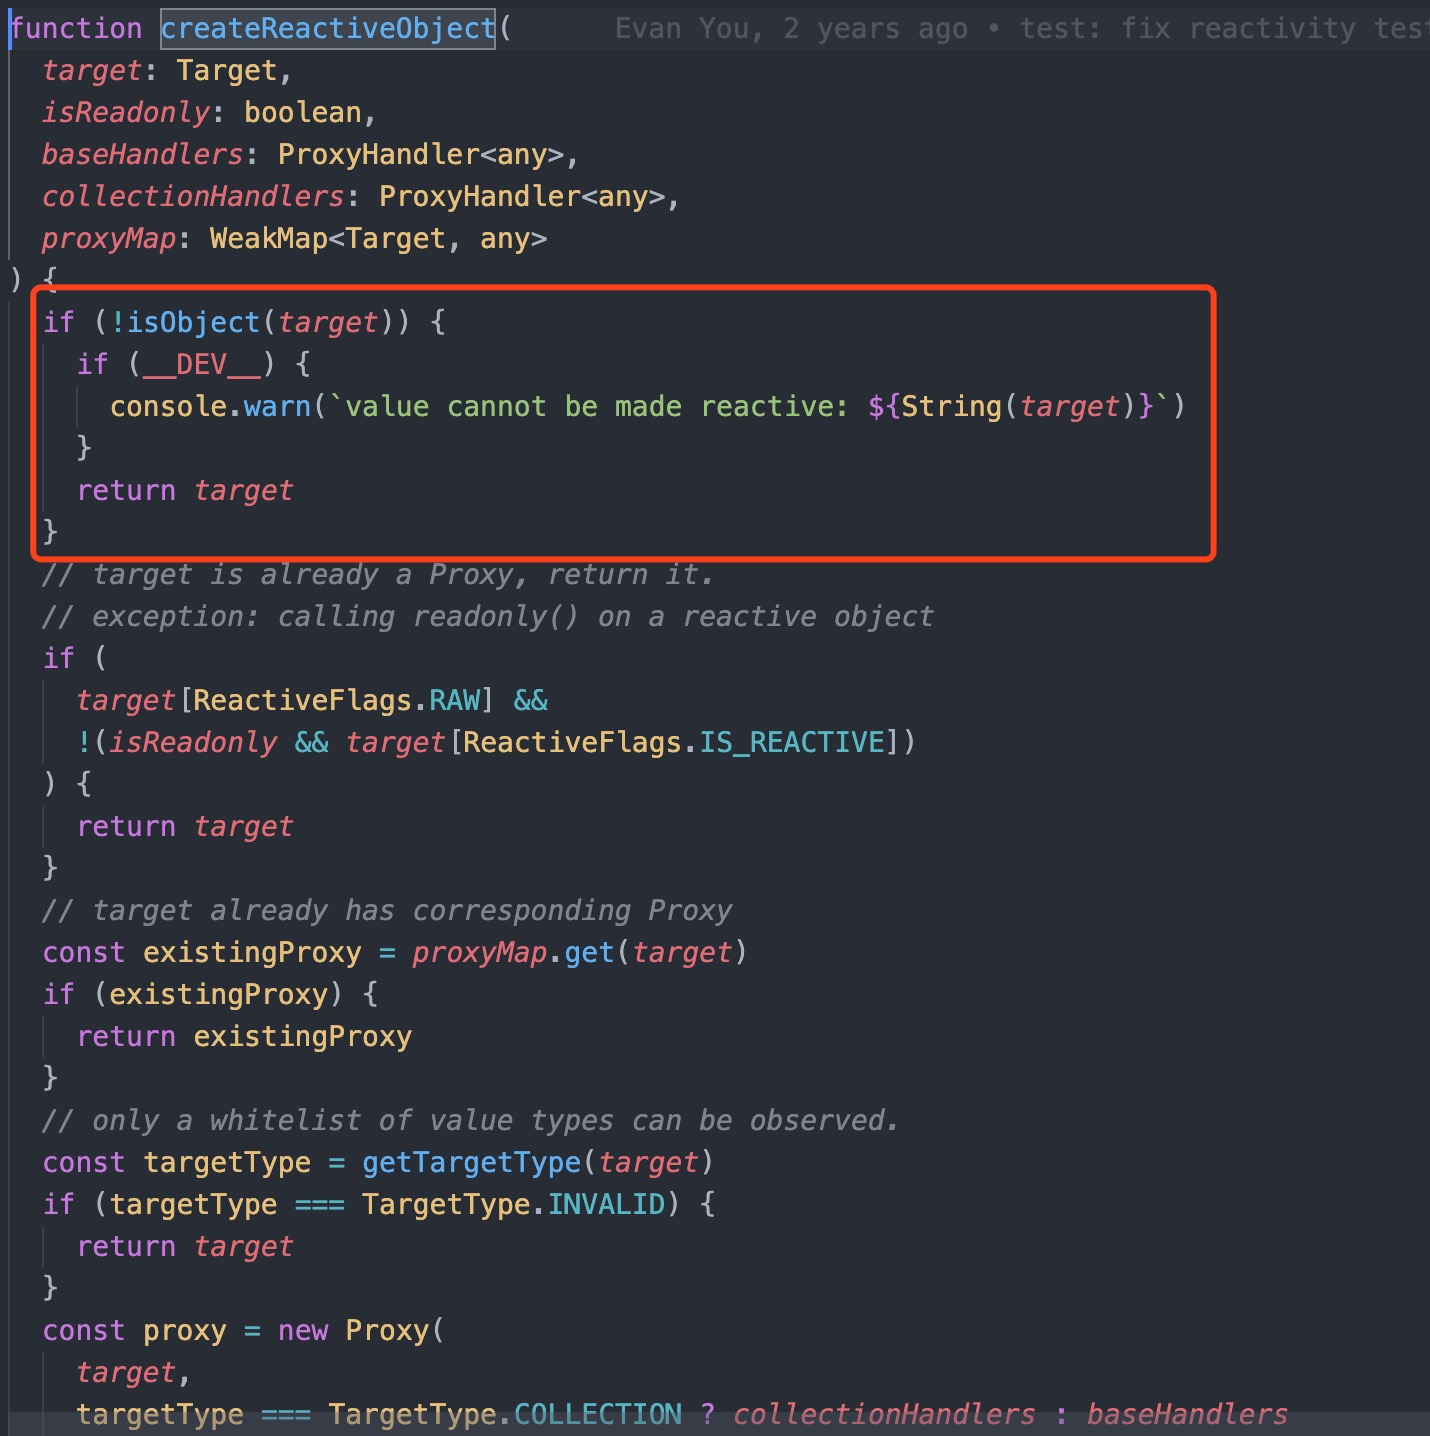 function createReactiveObject(    Evan You, 2 years ago • test: fix reactivity
  target: Target,
  isReadonly: boolean,
  baseHandlers: ProxyHandler<any>,
  collectionHandlers: ProxyHandler<any>,
  proxyMap: WeakMap<Target, any>
) {
  if (!isObject(target)) {
    if (__DEV__) {
      console.warn(`value cannot be made reactive: ${String(target)}`)
    }
    return target
  }
  // target is already a Proxy, return it.
  // exception: calling readonly() on a reactive object
  if (
    target[ReactiveFlags.RAW] &&
    !(isReadonly && target[ReactiveFlags.IS_REACTIVE])
  ) {
    return target
  }
  // target already has corresponding Proxy
  const existingProxy = proxyMap.get(target)
  if (existingProxy) {
    return existingProxy
  }
  // only a whitelist of value types can be observed.
  const targetType = getTargetType(target)
  if (targetType === TargetType.INVALID) {
    return target
  }
  const proxy = new Proxy(
    target,
    targetType === TargetType.COLLECTION ? collectionHandlers : baseHandlers